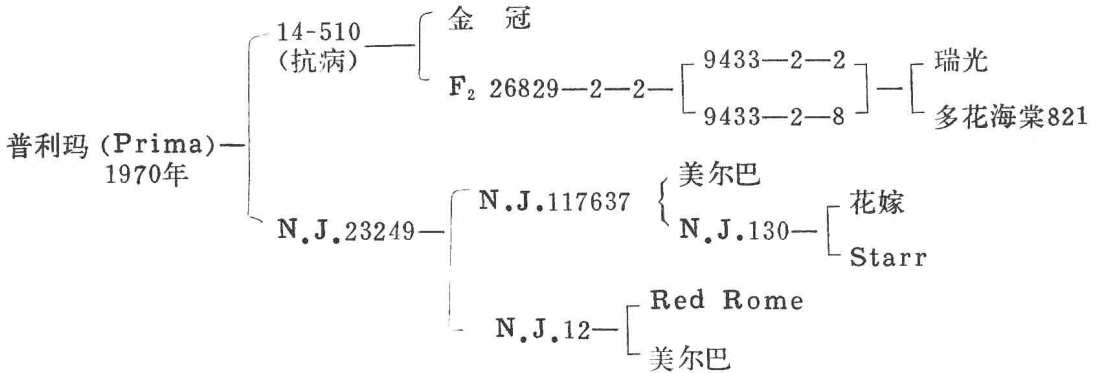 14-510
(抗病)
金 冠
F₂ 26829—2—2—
9433—2—2
9433—2—8
瑞光
多花海棠821
普利玛 (Prima)
1970年
N.J.23249
N.J.117637
美尔巴
N.J.130
花嫁
Starr
N.J.12
Red Rome
美尔巴